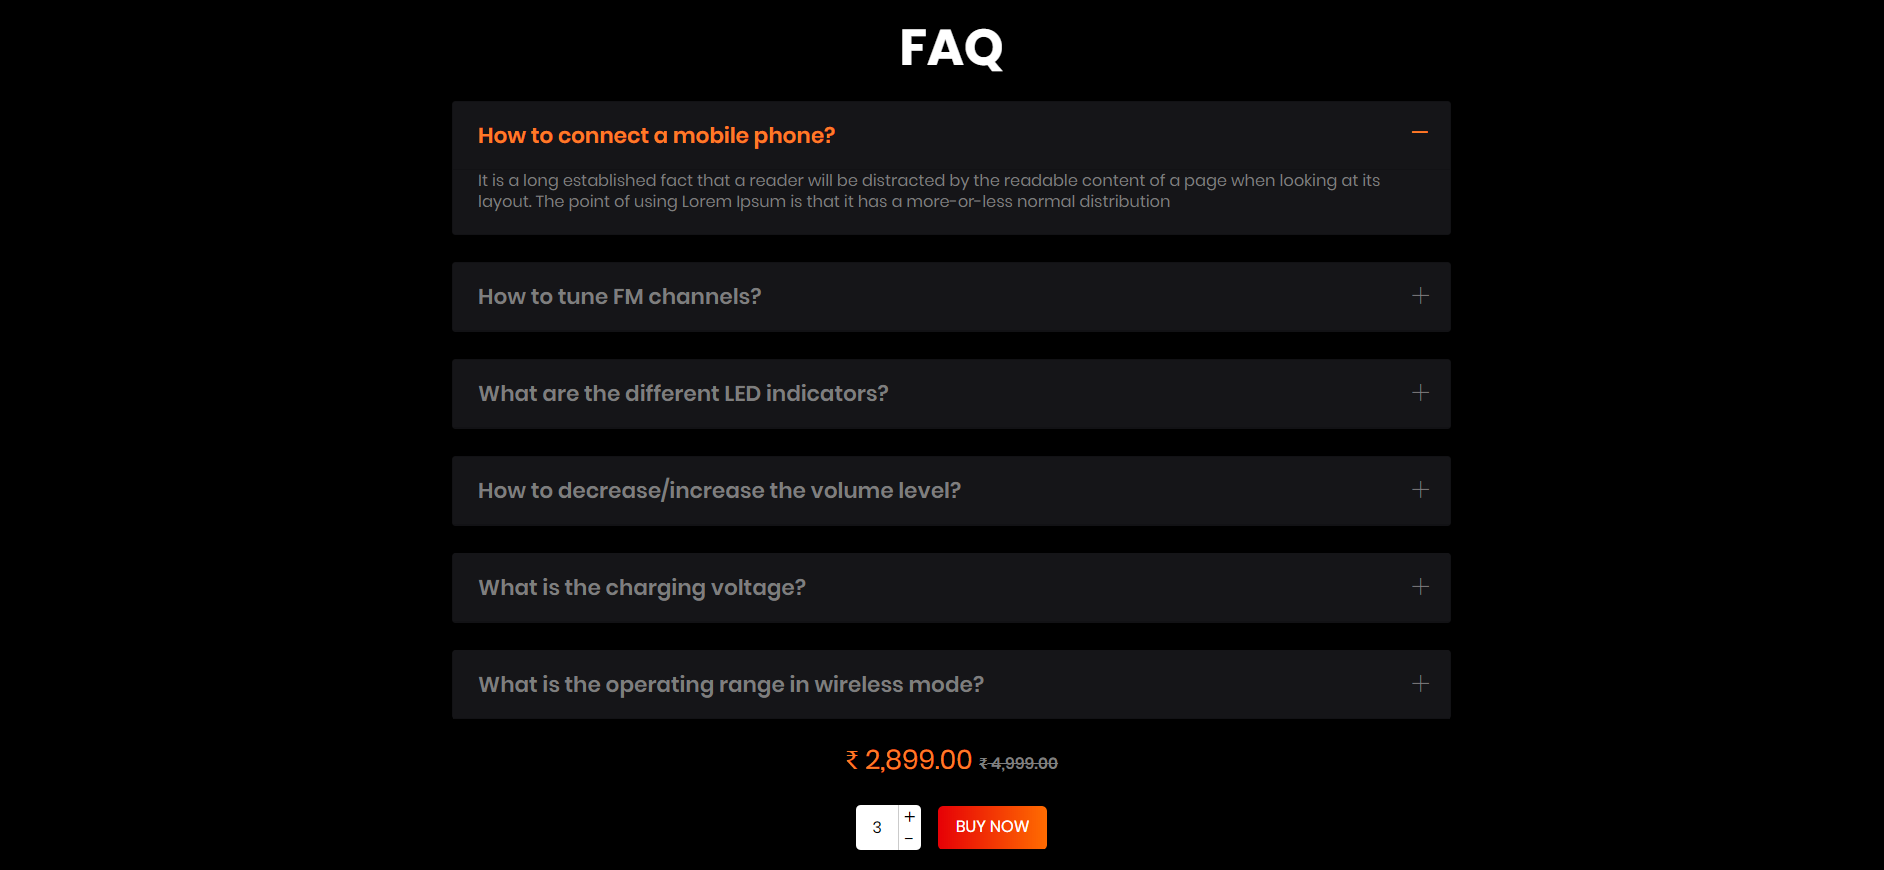 FAQ
How to connect a mobile phone?
It is a long established fact that a reader will be distracted by the readable content of a page when looking at its
layout. The point of using Lorem Ipsum is that it has a more-or-less normal distribution
How to tune FM channels?
What are the different LED indicators?
How to decrease/increase the volume level?
What is the charging voltage?
What is the operating range in wireless mode?
₹ 2,899.00 ₹ 4,999.00
3 + − BUY NOW